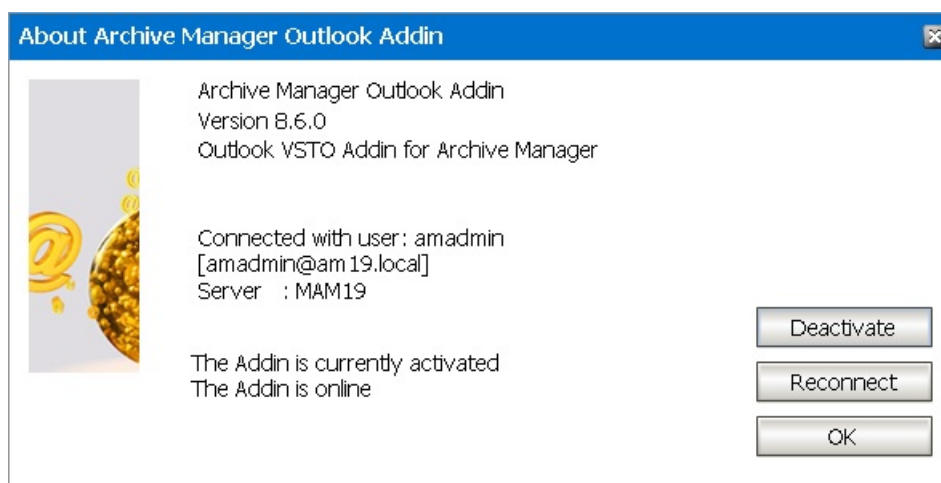 About Archive Manager Outlook Addin
Archive Manager Outlook Addin
Version 8.6.0
Outlook VSTO Addin for Archive Manager
Connected with user: amadmin
[amadmin@am19.local]
Server : MAM19
Deactivate
The Addin is currently activated
The Addin is online
Reconnect
OK